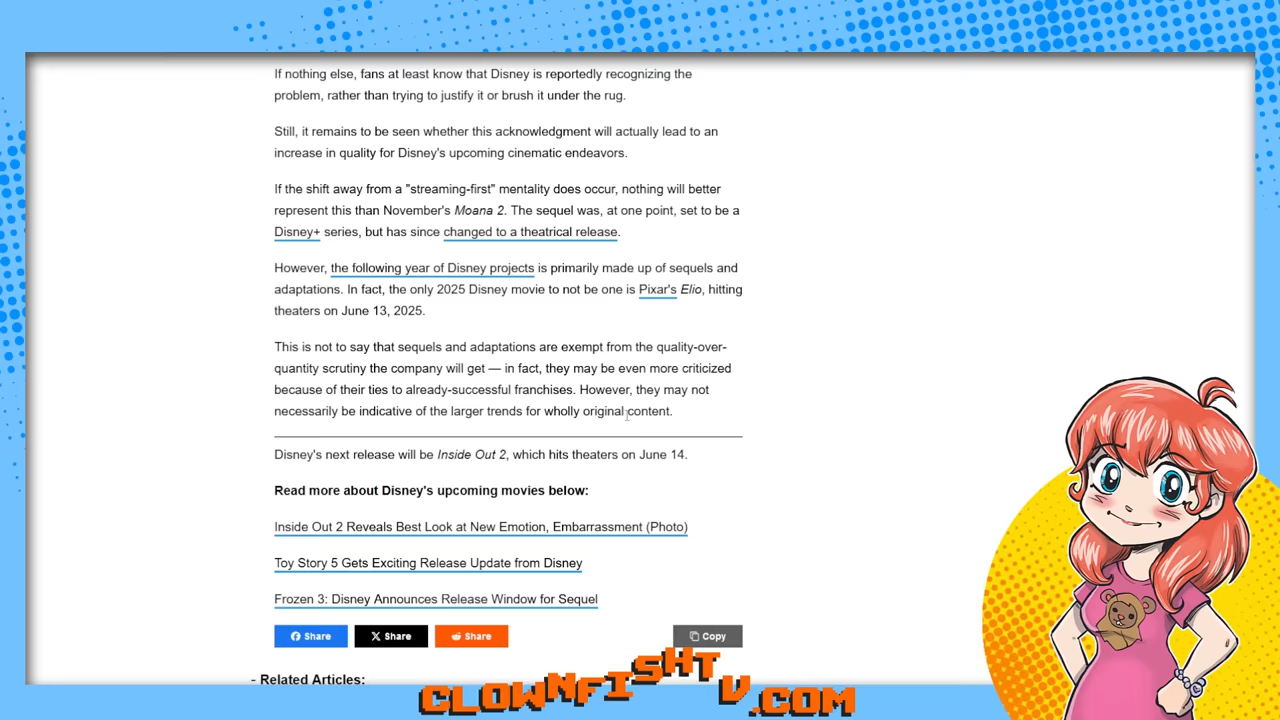 If nothing else, fans at least know that Disney is reportedly recognizing the
problem, rather than trying to justify it or brush it under the rug.
Still, it remains to be seen whether this acknowledgment will actually lead to an
increase in quality for Disney's upcoming cinematic endeavors.
If the shift away from a "streaming-first" mentality does occur, nothing will better
represent this than November's Moana 2. The sequel was, at one point, set to be a
Disney+ series, but has since changed to a theatrical release.
However, the following year of Disney projects is primarily made up of sequels and
adaptations. In fact, the only 2025 Disney movie to not be one is Pixar's Elio, hitting
theaters on June 13, 2025.
This is not to say that sequels and adaptations are exempt from the quality-over-
quantity scrutiny the company will get — in fact, they may be even more criticized
because of their ties to already-successful franchises. However, they may not
necessarily be indicative of the larger trends for wholly original content.
Disney's next release will be Inside Out 2, which hits theaters on June 14.
Read more about Disney's upcoming movies below:
Inside Out 2 Reveals Best Look at New Emotion, Embarrassment (Photo)
Toy Story 5 Gets Exciting Release Update from Disney
Frozen 3: Disney Announces Release Window for Sequel
Share Share Share Copy
- Related Articles:
CLOWNFISHTV.COM